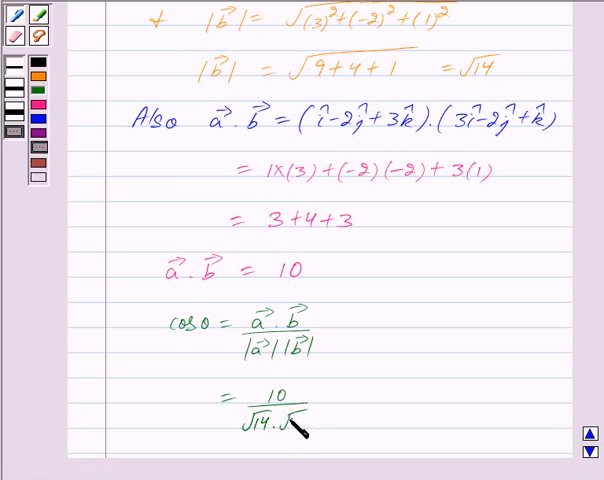 & |b⃗| = √(3)²+(-2)²+(1)²
|b⃗| = √9+4+1 = √14
Also a⃗ . b⃗ = (î-2ĵ+3k̂).(3î-2ĵ+k̂)
= 1×(3)+(-2)(-2)+3(1)
= 3+4+3
a⃗ . b⃗ = 10
cosθ = a⃗ . b⃗ / |a⃗| |b⃗|
= 10 / √14 . √